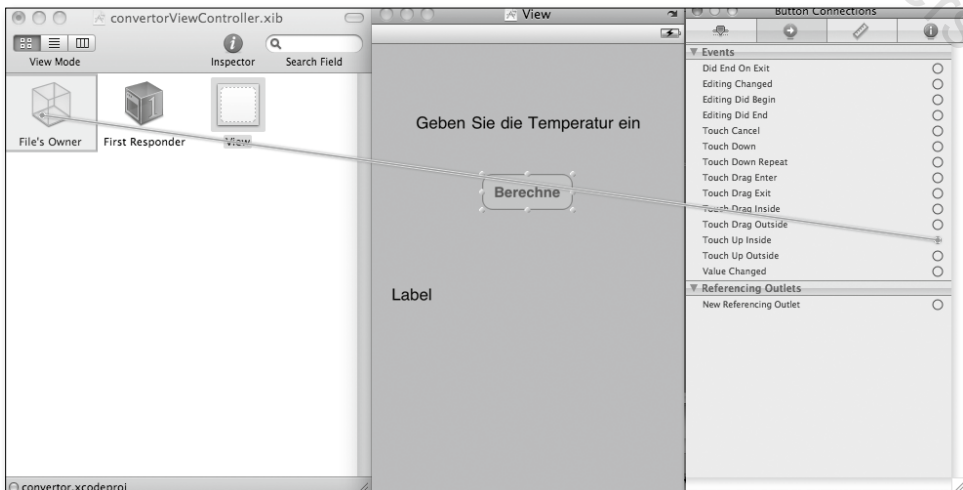 convertorViewController.xib
View Mode
Inspector
Search Field
File's Owner
First Responder
View
convertor.xcodeproj
View
Geben Sie die Temperatur ein
Berechne
Label
Button Connections
Events
Did End On Exit
Editing Changed
Editing Did Begin
Editing Did End
Touch Cancel
Touch Down
Touch Down Repeat
Touch Drag Enter
Touch Drag Exit
Touch Drag Inside
Touch Drag Outside
Touch Up Inside
Touch Up Outside
Value Changed
Referencing Outlets
New Referencing Outlet